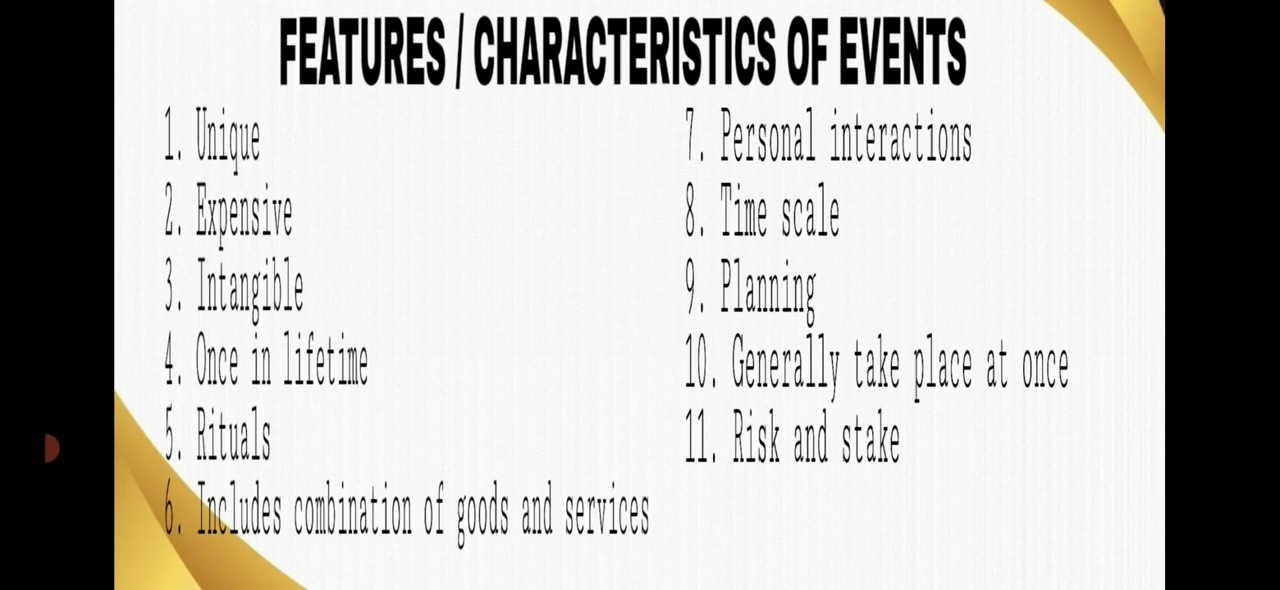 FEATURES / CHARACTERISTICS OF EVENTS
1. Unique
2. Expensive
3. Intangible
4. Once in lifetime
5. Rituals
6. Includes combination of goods and services
7. Personal interactions
8. Time scale
9. Planning
10. Generally take place at once
11. Risk and stake